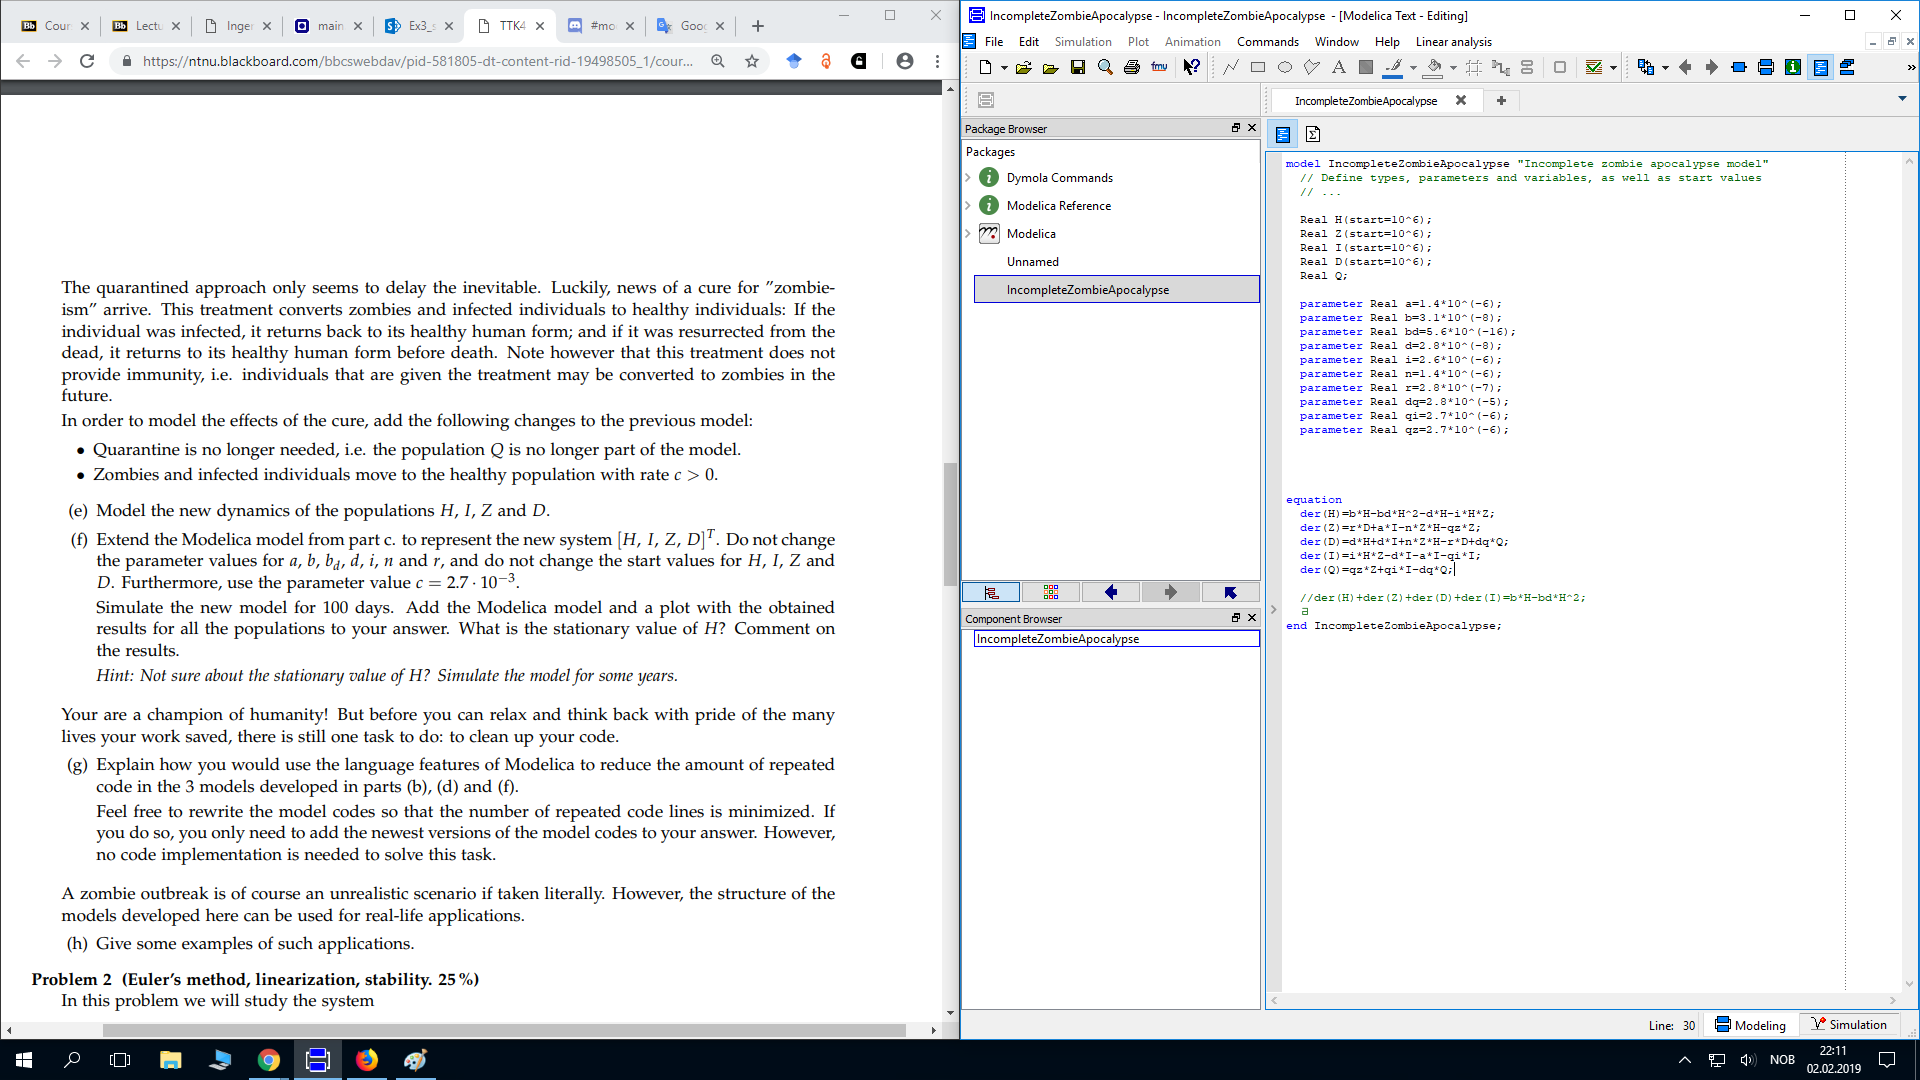 Cour
Lectu
Inger
main
Ex3_s
TTK4
#mo
Goog
https://ntnu.blackboard.com/bbcswebdav/pid-581805-dt-content-rid-19498505_1/cour...
The quarantined approach only seems to delay the inevitable. Luckily, news of a cure for ”zombie-
ism” arrive. This treatment converts zombies and infected individuals to healthy individuals: If the
individual was infected, it returns back to its healthy human form; and if it was resurrected from the
dead, it returns to its healthy human form before death. Note however that this treatment does not
provide immunity, i.e. individuals that are given the treatment may be converted to zombies in the
future.
In order to model the effects of the cure, add the following changes to the previous model:
• Quarantine is no longer needed, i.e. the population Q is no longer part of the model.
• Zombies and infected individuals move to the healthy population with rate c > 0.
(e) Model the new dynamics of the populations H, I, Z and D.
(f) Extend the Modelica model from part c. to represent the new system [H, I, Z, D]ᵀ. Do not change
the parameter values for a, b, b_d, d, i, n and r, and do not change the start values for H, I, Z and
D. Furthermore, use the parameter value c = 2.7 · 10⁻³.
Simulate the new model for 100 days. Add the Modelica model and a plot with the obtained
results for all the populations to your answer. What is the stationary value of H? Comment on
the results.
Hint: Not sure about the stationary value of H? Simulate the model for some years.
Your are a champion of humanity! But before you can relax and think back with pride of the many
lives your work saved, there is still one task to do: to clean up your code.
(g) Explain how you would use the language features of Modelica to reduce the amount of repeated
code in the 3 models developed in parts (b), (d) and (f).
Feel free to rewrite the model codes so that the number of repeated code lines is minimized. If
you do so, you only need to add the newest versions of the model codes to your answer. However,
no code implementation is needed to solve this task.
A zombie outbreak is of course an unrealistic scenario if taken literally. However, the structure of the
models developed here can be used for real-life applications.
(h) Give some examples of such applications.
Problem 2 (Euler’s method, linearization, stability. 25 %)
In this problem we will study the system
IncompleteZombieApocalypse - IncompleteZombieApocalypse - [Modelica Text - Editing]
File Edit Simulation Plot Animation Commands Window Help Linear analysis
fmu
IncompleteZombieApocalypse
Package Browser
Packages
Dymola Commands
Modelica Reference
Modelica
Unnamed
IncompleteZombieApocalypse
Component Browser
IncompleteZombieApocalypse
model IncompleteZombieApocalypse "Incomplete zombie apocalypse model"
// Define types, parameters and variables, as well as start values
// ...
Real H(start=10^6);
Real Z(start=10^6);
Real I(start=10^6);
Real D(start=10^6);
Real Q;
parameter Real a=1.4*10^(-6);
parameter Real b=3.1*10^(-8);
parameter Real bd=5.6*10^(-16);
parameter Real d=2.8*10^(-8);
parameter Real i=2.6*10^(-6);
parameter Real n=1.4*10^(-6);
parameter Real r=2.8*10^(-7);
parameter Real dq=2.8*10^(-5);
parameter Real qi=2.7*10^(-6);
parameter Real qz=2.7*10^(-6);
equation
der(H)=b*H-bd*H^2-d*H-i*H*Z;
der(Z)=r*D+a*I-n*Z*H-qz*Z;
der(D)=d*H+d*I+n*Z*H-r*D+dq*Q;
der(I)=i*H*Z-d*I-a*I-qi*I;
der(Q)=qz*Z+qi*I-dq*Q;
//der(H)+der(Z)+der(D)+der(I)=b*H-bd*H^2;
a
end IncompleteZombieApocalypse;
Line: 30
Modeling
Simulation
NOB
22:11
02.02.2019